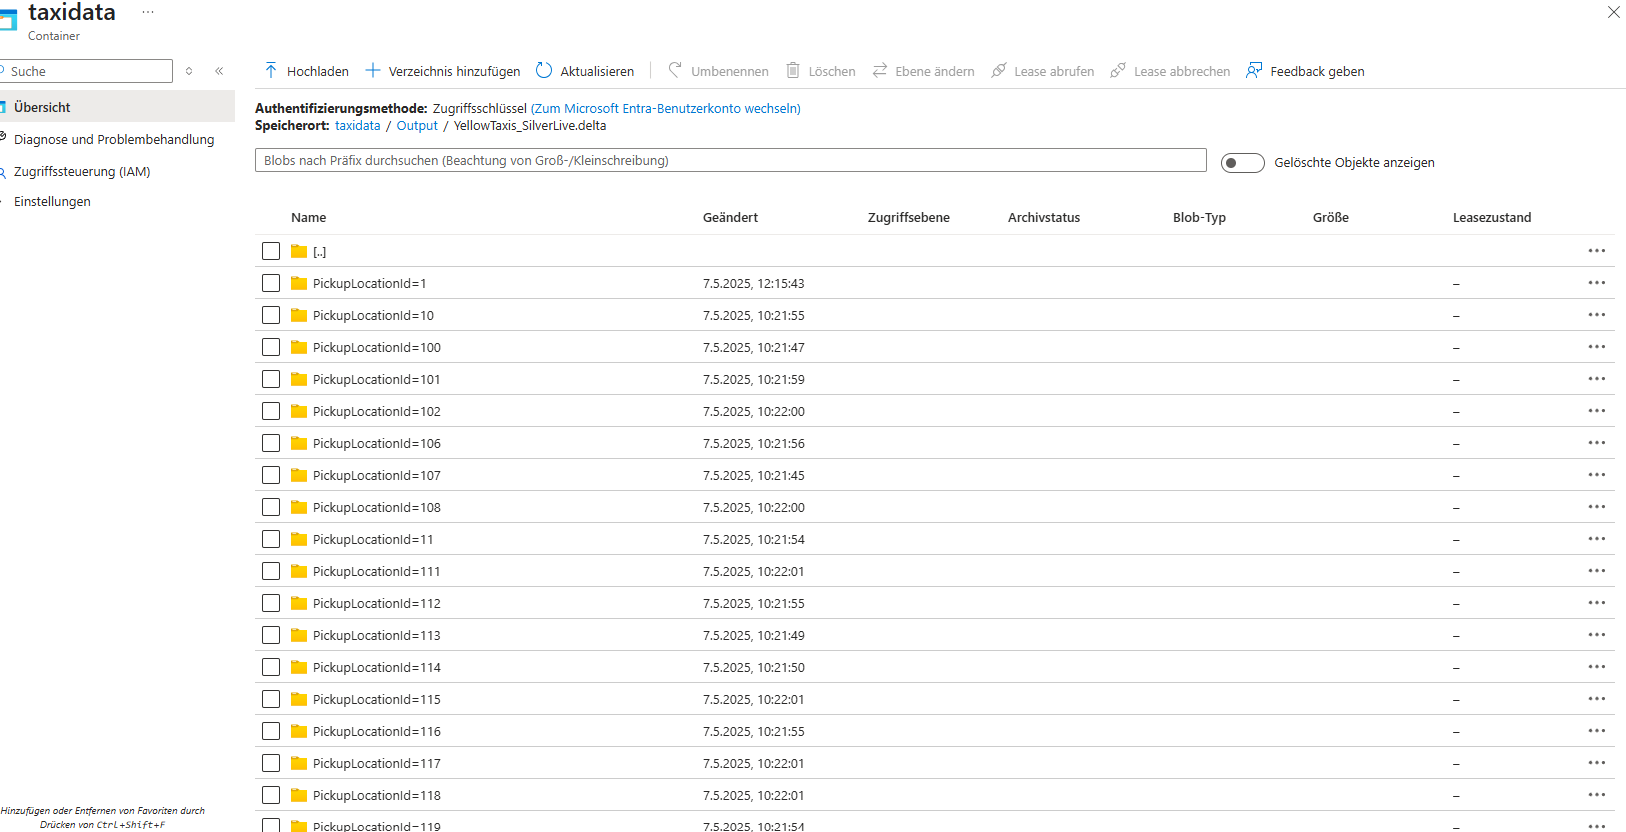 taxidata ...
Container
Suche
Hochladen Verzeichnis hinzufügen Aktualisieren Umbenennen Löschen Ebene ändern Lease abrufen Lease abbrechen Feedback geben
Übersicht
Diagnose und Problembehandlung
Zugriffssteuerung (IAM)
Einstellungen
Authentifizierungsmethode: Zugriffsschlüssel (Zum Microsoft Entra-Benutzerkonto wechseln)
Speicherort: taxidata / Output / YellowTaxis_SilverLive.delta
Blobs nach Präfix durchsuchen (Beachtung von Groß-/Kleinschreibung)
Gelöschte Objekte anzeigen
Name Geändert Zugriffsebene Archivstatus Blob-Typ Größe Leasezustand
[..]
PickupLocationId=1 7.5.2025, 12:15:43 –
PickupLocationId=10 7.5.2025, 10:21:55 –
PickupLocationId=100 7.5.2025, 10:21:47 –
PickupLocationId=101 7.5.2025, 10:21:59 –
PickupLocationId=102 7.5.2025, 10:22:00 –
PickupLocationId=106 7.5.2025, 10:21:56 –
PickupLocationId=107 7.5.2025, 10:21:45 –
PickupLocationId=108 7.5.2025, 10:22:00 –
PickupLocationId=11 7.5.2025, 10:21:54 –
PickupLocationId=111 7.5.2025, 10:22:01 –
PickupLocationId=112 7.5.2025, 10:21:55 –
PickupLocationId=113 7.5.2025, 10:21:49 –
PickupLocationId=114 7.5.2025, 10:21:50 –
PickupLocationId=115 7.5.2025, 10:22:01 –
PickupLocationId=116 7.5.2025, 10:21:55 –
PickupLocationId=117 7.5.2025, 10:22:01 –
PickupLocationId=118 7.5.2025, 10:22:01 –
PickupLocationId=119 7.5.2025, 10:21:54 –
Hinzufügen oder Entfernen von Favoriten durch
Drücken von Ctrl+Shift+F